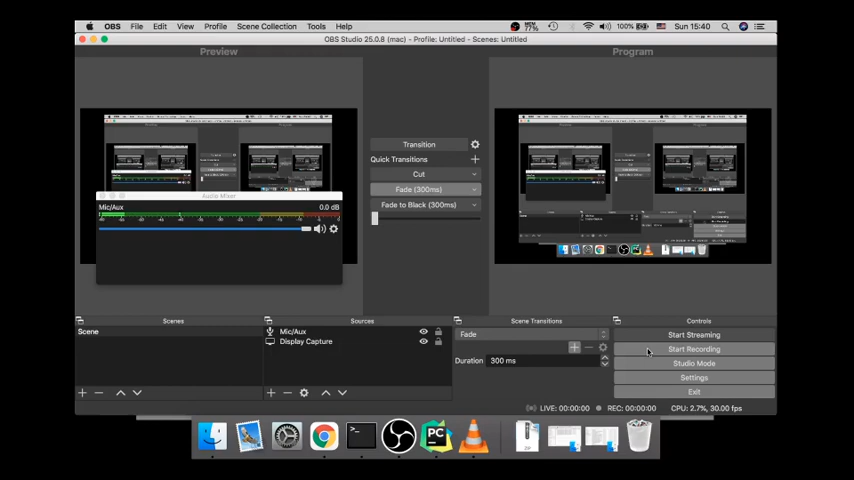 OBS File Edit View Profile Scene Collection Tools Help
MEM 77% 100% Sun 15:40
OBS Studio 25.0.8 (mac) - Profile: Untitled - Scenes: Untitled
Preview
Program
Transition
Quick Transitions
Cut
Fade (300ms)
Fade to Black (300ms)
Audio Mixer
Mic/Aux 0.0 dB
Scenes
Sources
Scene Transitions
Controls
Scene
Mic/Aux
Display Capture
Fade
Duration 300 ms
Start Streaming
Start Recording
Studio Mode
Settings
Exit
LIVE: 00:00:00 REC: 00:00:00 CPU: 2.7%, 30.00 fps
PC
ZIP